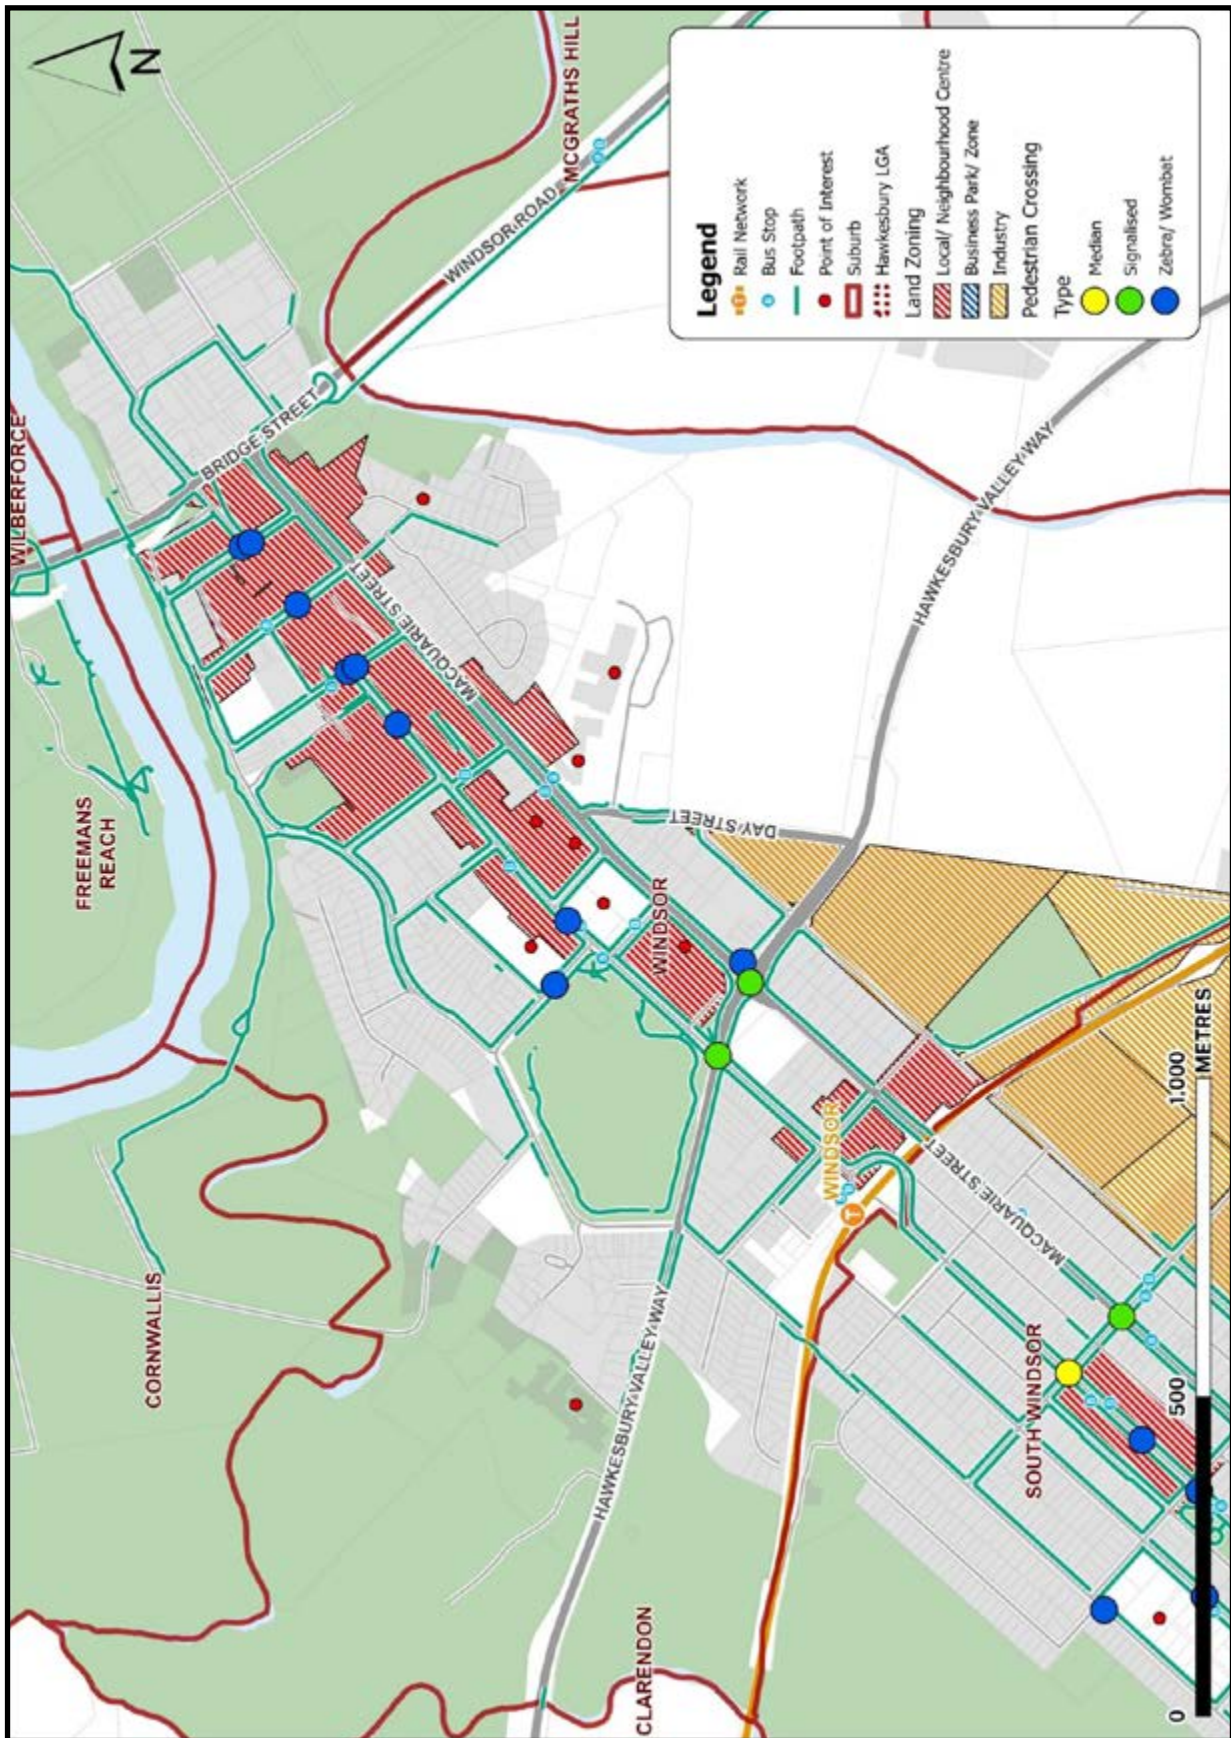 N
WILBERFORCE
MCGRATHS HILL
WINDSOR ROAD
BRIDGE STREET
FREEMANS
REACH
MACQUARIE STREET
MACQUARIE STREET
HAWKESBURY VALLEY WAY
DAY STREET
WINDSOR
WINDSOR
T
CORNWALLIS
HAWKESBURY VALLEY WAY
MACQUARIE STREET
SOUTH WINDSOR
CLARENDON
Legend
T
Rail Network
Bus Stop
Footpath
Point of Interest
Suburb
Hawkesbury LGA
Land Zoning
Local/ Neighbourhood Centre
Business Park/ Zone
Industry
Pedestrian Crossing
Type
Median
Signalised
Zebra/ Wombat
0 500 1.000
METRES